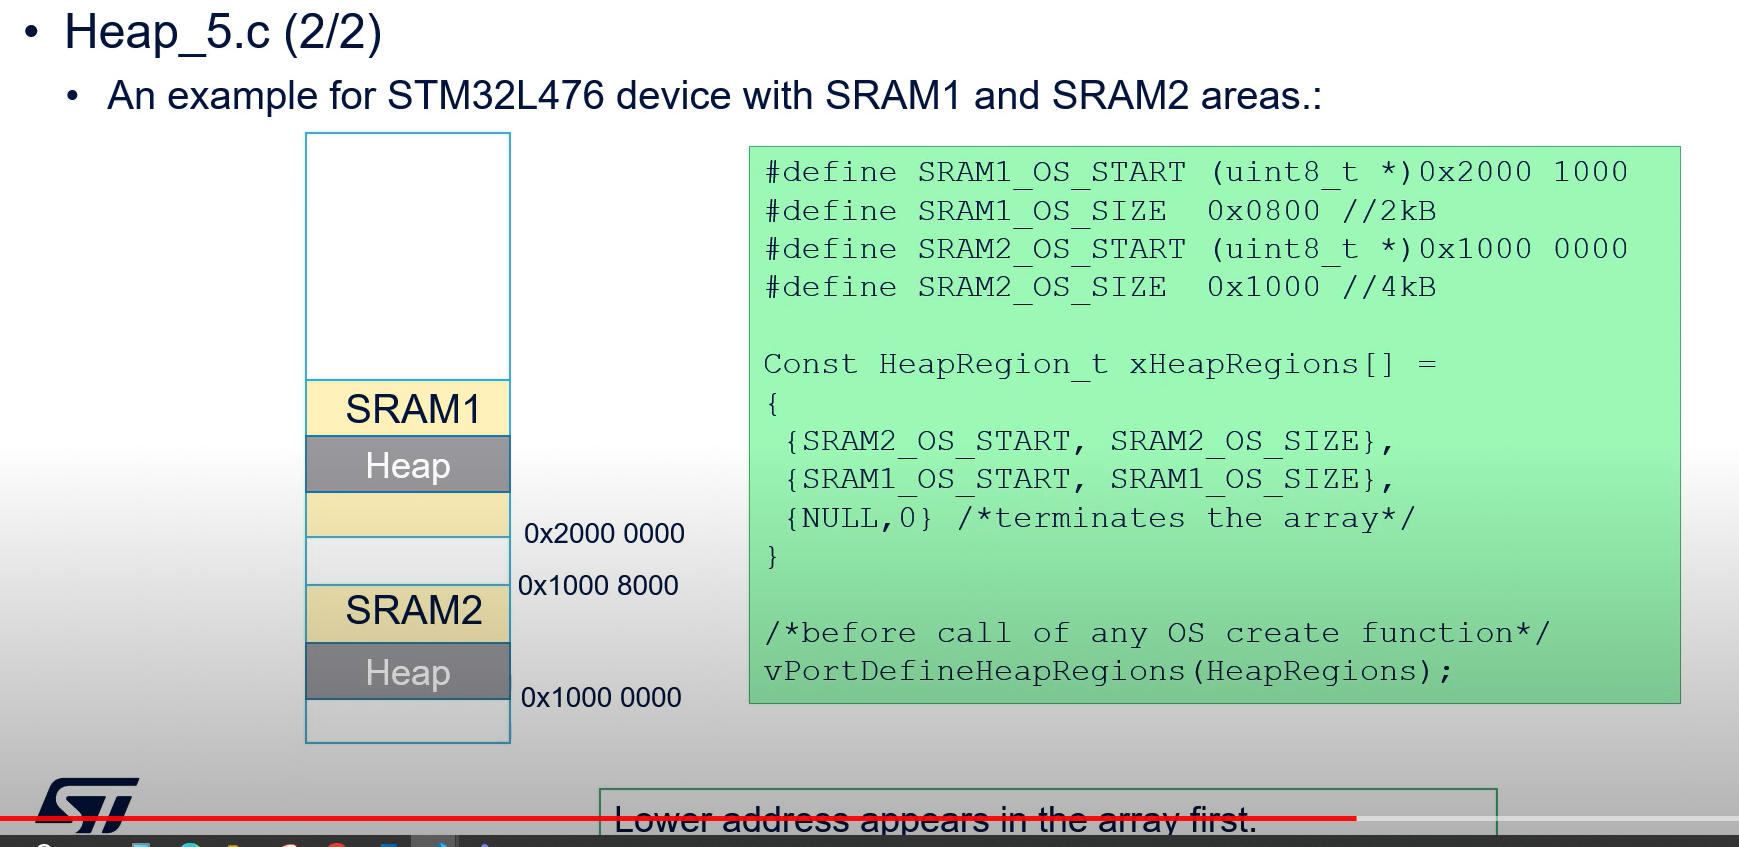 • Heap_5.c (2/2)
• An example for STM32L476 device with SRAM1 and SRAM2 areas.:
SRAM1
Heap
0x2000 0000
0x1000 8000
SRAM2
Heap
0x1000 0000
#define SRAM1_OS_START (uint8_t *)0x2000 1000
#define SRAM1_OS_SIZE 0x0800 //2kB
#define SRAM2_OS_START (uint8_t *)0x1000 0000
#define SRAM2_OS_SIZE 0x1000 //4kB
Const HeapRegion_t xHeapRegions[] =
{
{SRAM2_OS_START, SRAM2_OS_SIZE},
{SRAM1_OS_START, SRAM1_OS_SIZE},
{NULL,0} /*terminates the array*/
}
/*before call of any OS create function*/
vPortDefineHeapRegions(HeapRegions);
ST
Lower address appears in the array first.